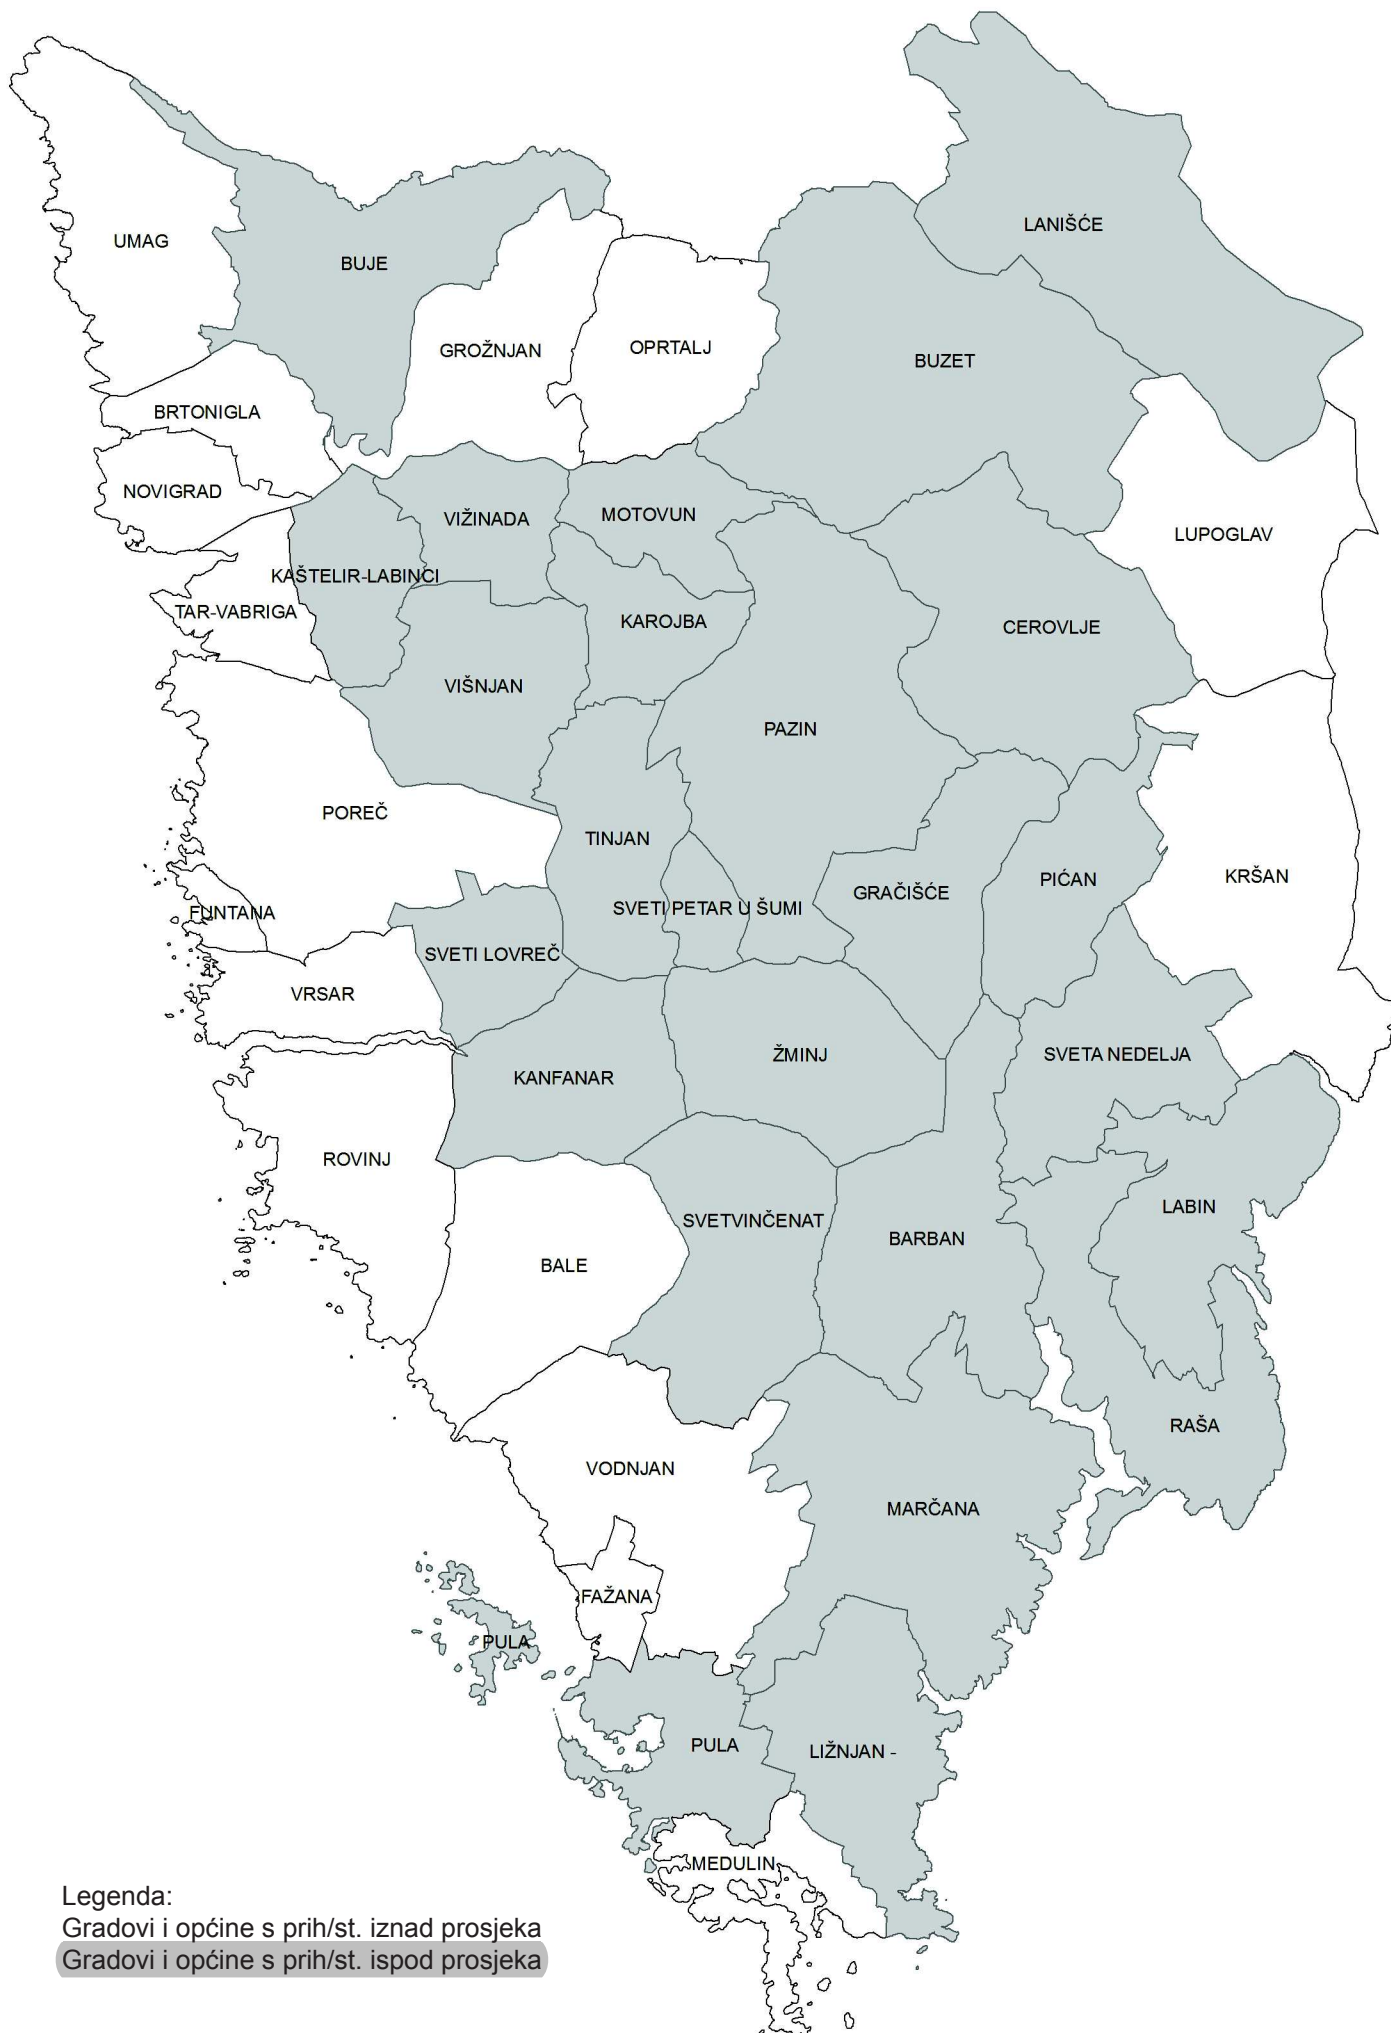 LANIŠĆE
UMAG
BUJE
GROŽNJAN
OPRTALJ
BUZET
BRTONIGLA
NOVIGRAD
VIŽINADA
MOTOVUN
LUPOGLAV
KAŠTELIR-LABINCI
TAR-VABRIGA
KAROJBA
CEROVLJE
VIŠNJAN
PAZIN
POREČ
TINJAN
GRAČIŠĆE
PIĆAN
KRŠAN
FUNTANA
SVETI PETAR U ŠUMI
SVETI LOVREČ
VRSAR
ŽMINJ
SVETA NEDELJA
KANFANAR
ROVINJ
SVETVINČENAT
LABIN
BARBAN
BALE
RAŠA
VODNJAN
MARČANA
FAŽANA
PULA
PULA
LIŽNJAN -
MEDULIN
Legenda:
Gradovi i općine s prih/st. iznad prosjeka
Gradovi i općine s prih/st. ispod prosjeka